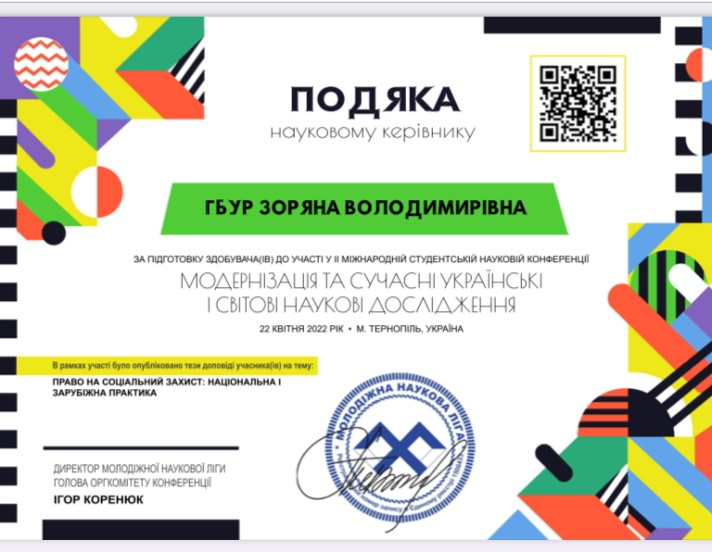 ПОДЯКА
науковому керівнику
ГБУР ЗОРЯНА ВОЛОДИМИРІВНА
ЗА ПІДГОТОВКУ ЗДОБУВАЧА(ІВ) ДО УЧАСТІ У ІІ МІЖНАРОДНІЙ СТУДЕНТСЬКІЙ НАУКОВІЙ КОНФЕРЕНЦІЇ
МОДЕРНІЗАЦІЯ ТА СУЧАСНІ УКРАЇНСЬКІ
І СВІТОВІ НАУКОВІ ДОСЛІДЖЕННЯ
22 КВІТНЯ 2022 РІК • М. ТЕРНОПІЛЬ, УКРАЇНА
В рамках участі було опубліковано тези доповіді учасника(ів) на тему:
ПРАВО НА СОЦІАЛЬНИЙ ЗАХИСТ: НАЦІОНАЛЬНА І
ЗАРУБІЖНА ПРАКТИКА
МОЛОДІЖНА НАУКОВА ЛІГА
ДИРЕКТОР МОЛОДІЖНОЇ НАУКОВОЇ ЛІГИ
ГОЛОВА ОРГКОМІТЕТУ КОНФЕРЕНЦІЇ
ІГОР КОРЕНЮК